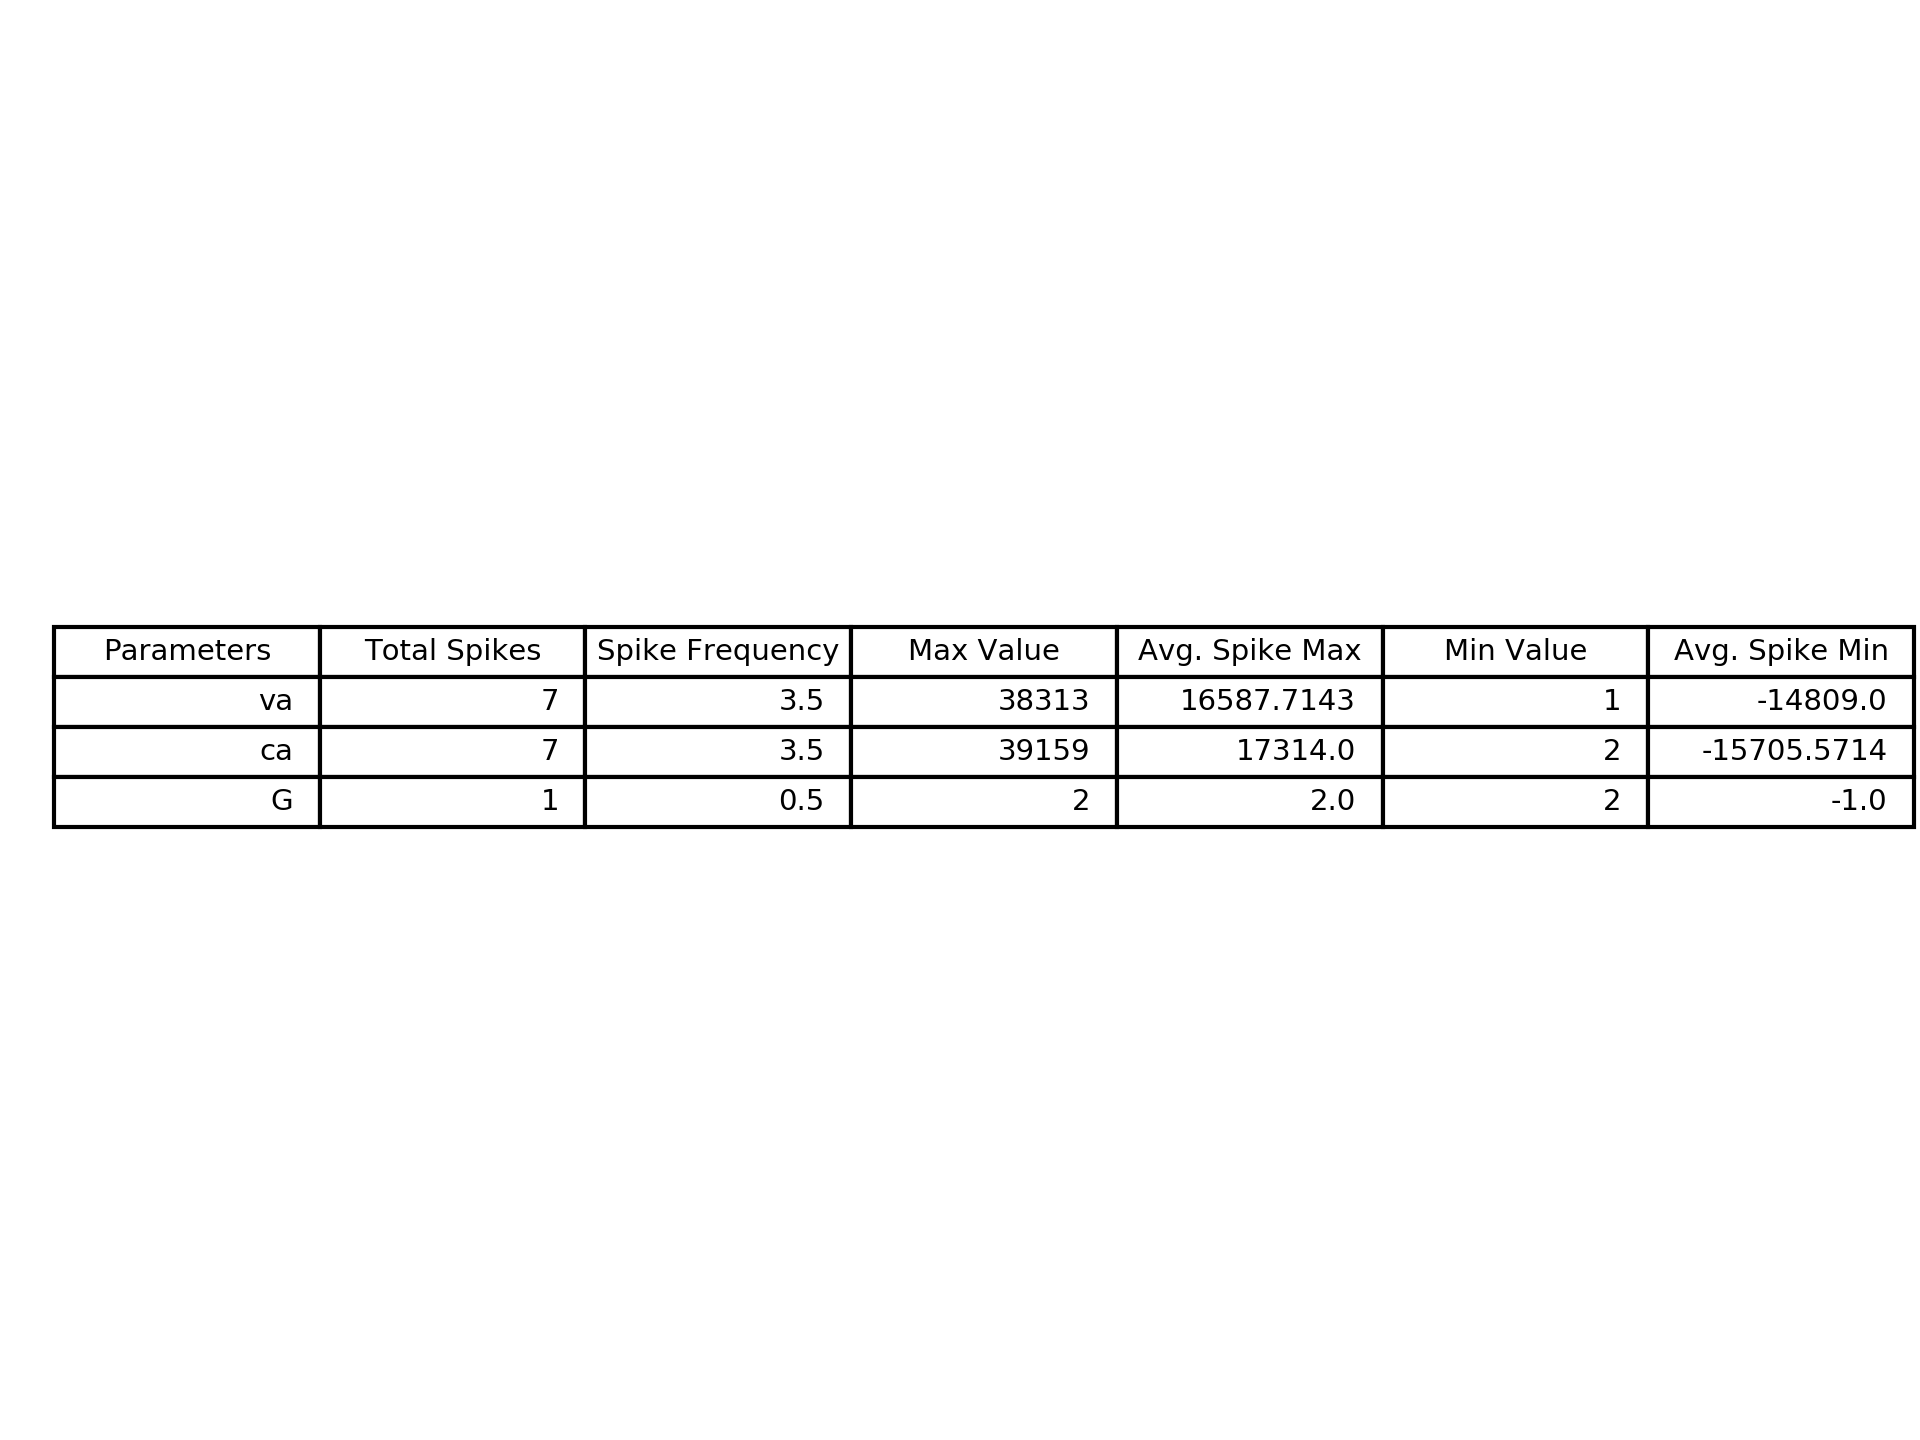 Parameters Total Spikes Spike Frequency Max Value Avg. Spike Max Min Value Avg. Spike Min
va 7 3.5 38313 16587.7143 1 -14809.0
ca 7 3.5 39159 17314.0 2 -15705.5714
G 1 0.5 2 2.0 2 -1.0